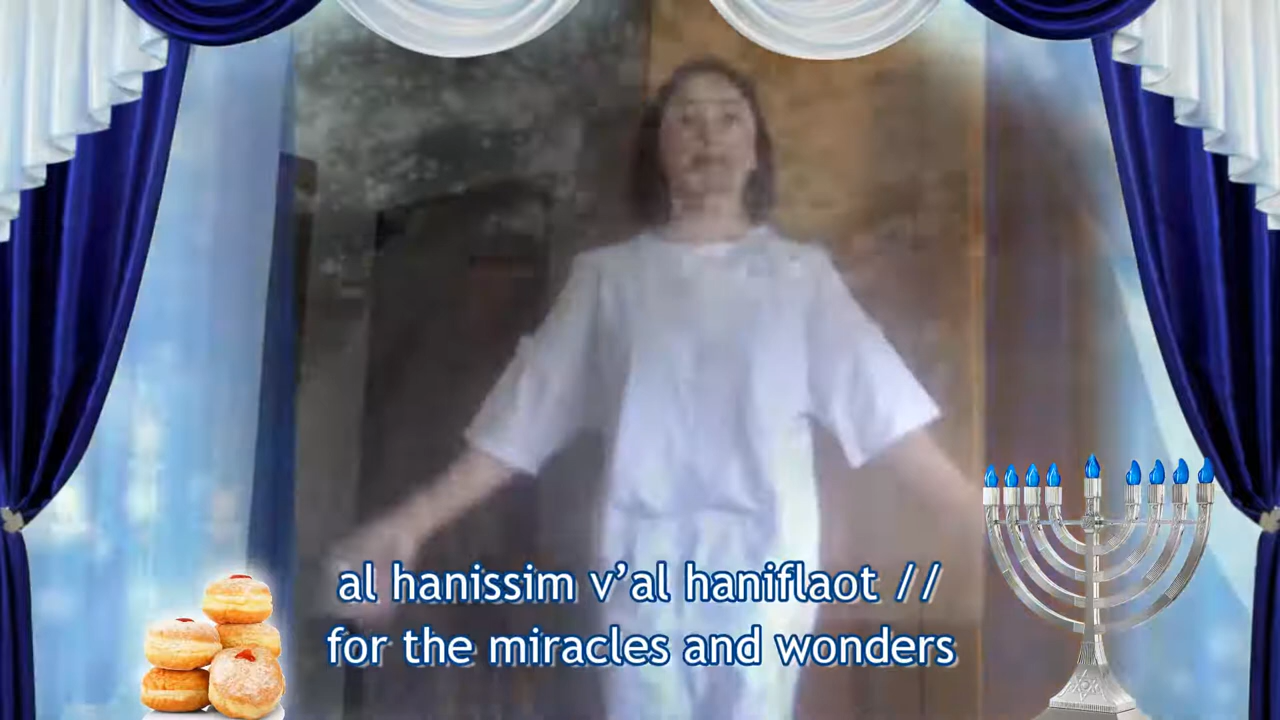 al hanissim v’al haniflaot //
for the miracles and wonders